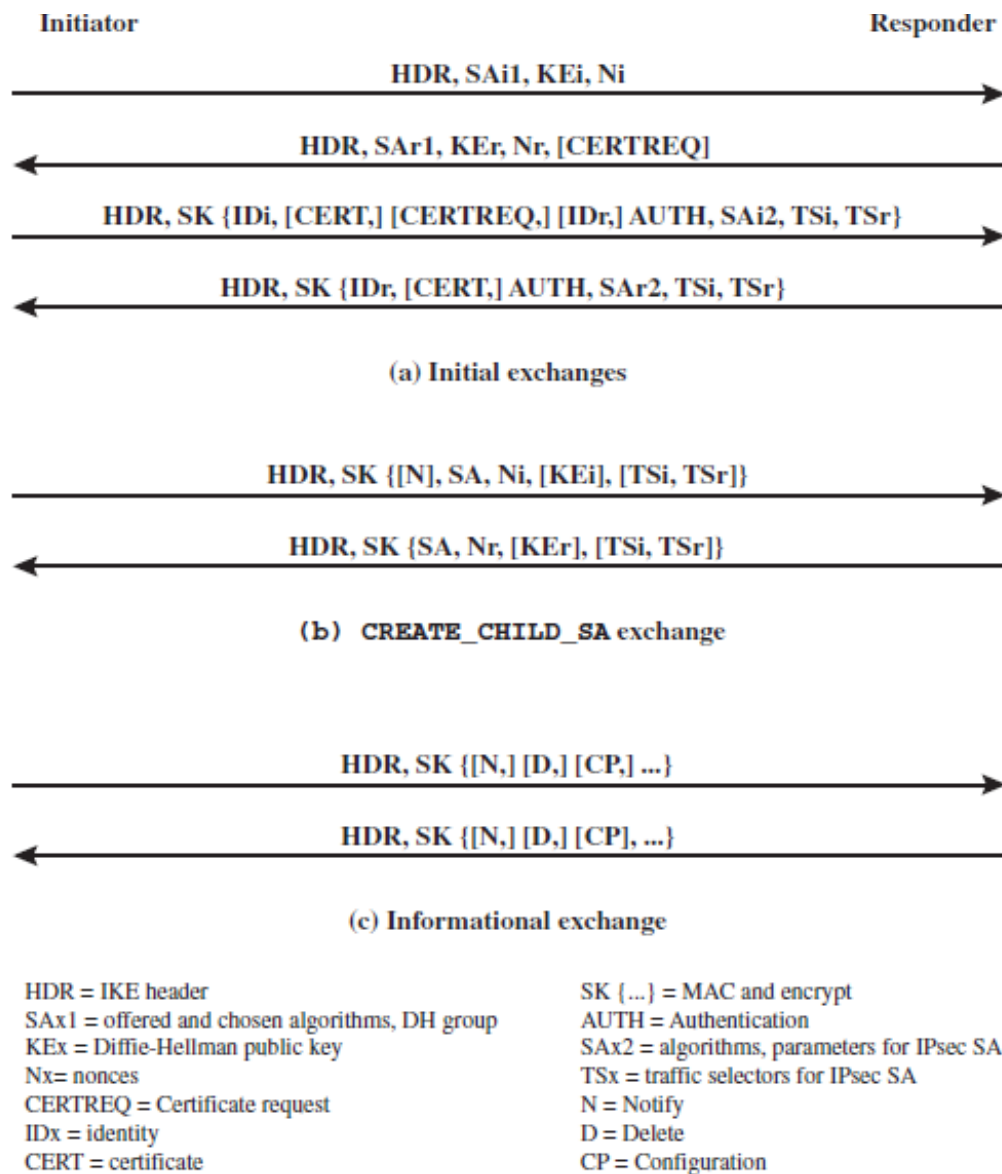 Initiator
Responder
HDR, SAi1, KEi, Ni
HDR, SAr1, KEr, Nr, [CERTREQ]
HDR, SK {IDi, [CERT,] [CERTREQ,] [IDr,] AUTH, SAi2, TSi, TSr}
HDR, SK {IDr, [CERT,] AUTH, SAr2, TSi, TSr}
(a) Initial exchanges
HDR, SK {[N], SA, Ni, [KEi], [TSi, TSr]}
HDR, SK {SA, Nr, [KEr], [TSi, TSr]}
(b) CREATE_CHILD_SA exchange
HDR, SK {[N,] [D,] [CP,] ...}
HDR, SK {[N,] [D,] [CP], ...}
(c) Informational exchange
HDR = IKE header
SAx1 = offered and chosen algorithms, DH group
KEx = Diffie-Hellman public key
Nx= nonces
CERTREQ = Certificate request
IDx = identity
CERT = certificate
SK {...} = MAC and encrypt
AUTH = Authentication
SAx2 = algorithms, parameters for IPsec SA
TSx = traffic selectors for IPsec SA
N = Notify
D = Delete
CP = Configuration